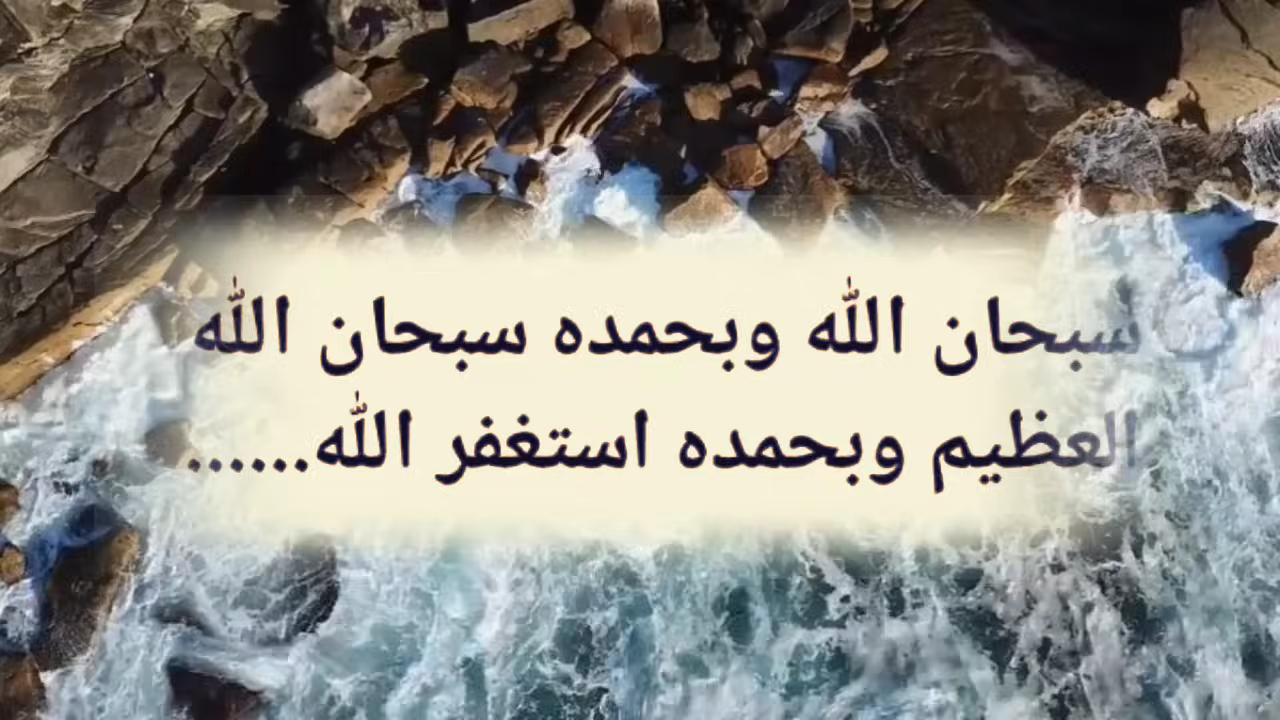 سبحان الله وبحمده سبحان الله
العظيم وبحمده استغفر الله......